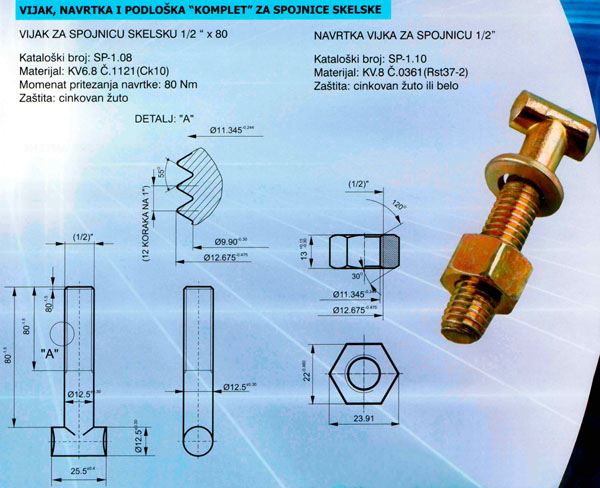 VIJAK, NAVRTKA I PODLOŠKA “KOMPLET” ZA SPOJNICE SKELSKE
VIJAK ZA SPOJNICU SKELSKU 1/2 “ x 80
Kataloški broj: SP-1.08
Materijal: KV6.8 Č.1121(Ck10)
Momenat pritezanja navrtke: 80 Nm
Zaštita: cinkovan žuto
NAVRTKA VIJKA ZA SPOJNICU 1/2”
Kataloški broj: SP-1.10
Materijal: KV.8 Č.0361(Rst37-2)
Zaštita: cinkovan žuto ili belo
DETALJ: "A"
Ø11.345
55°
(12 KORAKA NA 1")
Ø9.90
Ø12.675
(1/2)"
80
80
80
"A"
Ø12.5
Ø12.5
25.5
Ø12.5
(1/2)"
120°
13
30°
Ø11.345
Ø12.675
22
23.91